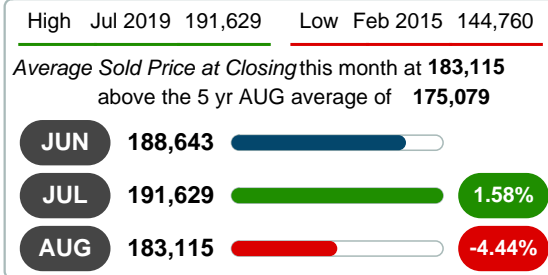 High Jul 2019 191,629 Low Feb 2015 144,760
Average Sold Price at Closing this month at 183,115
above the 5 yr AUG average of 175,079
JUN 188,643
JUL 191,629 1.58%
AUG 183,115 -4.44%